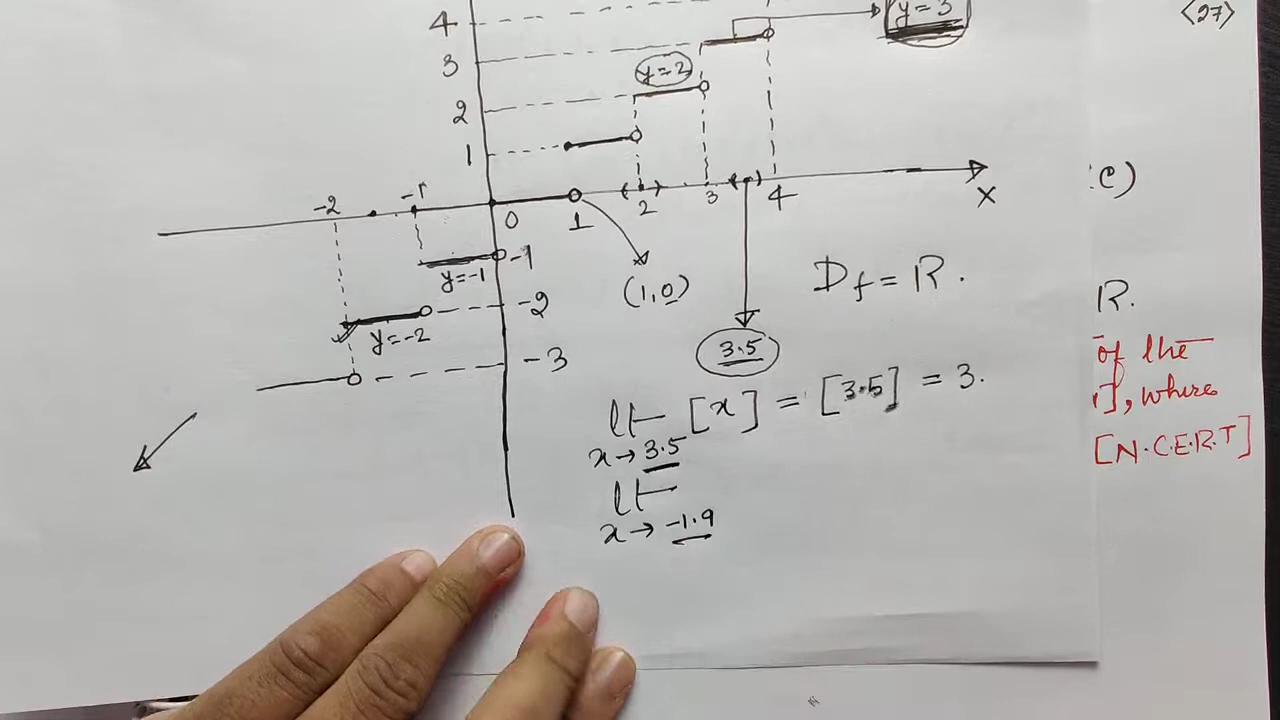 4
y = 3
<27>
3
y=2
2
1
C)
-2
-1
0
1
2
3
4
X
-1
y=-1
(1,0)
Df = R.
R.
-2
y=-2
3.5
-3
of the
lt [x] = [3.5] = 3.
], where
x→3.5
[N.C.E.R.T]
lt
x→ -1.9